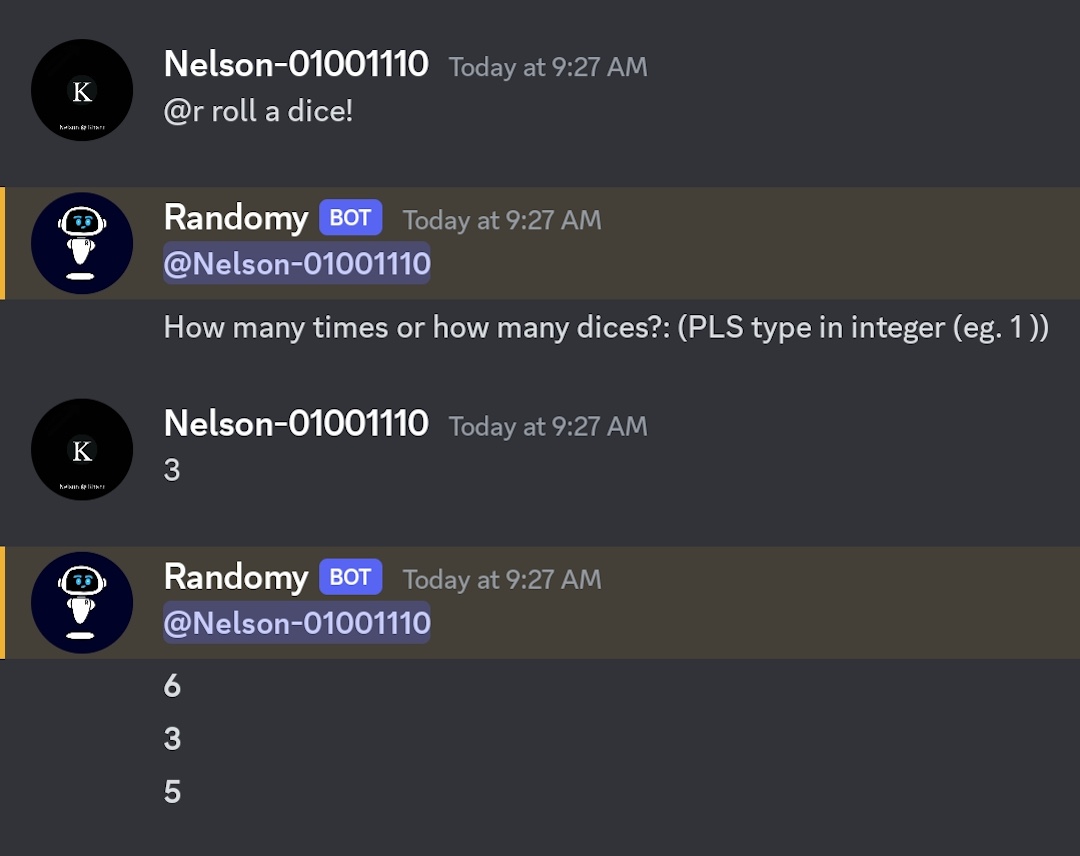 Nelson-01001110 Today at 9:27 AM
K
@r roll a dice!
Randomy BOT Today at 9:27 AM
@Nelson-01001110
How many times or how many dices?: (PLS type in integer (eg. 1 ))
Nelson-01001110 Today at 9:27 AM
K
3
Randomy BOT Today at 9:27 AM
@Nelson-01001110
6
3
5